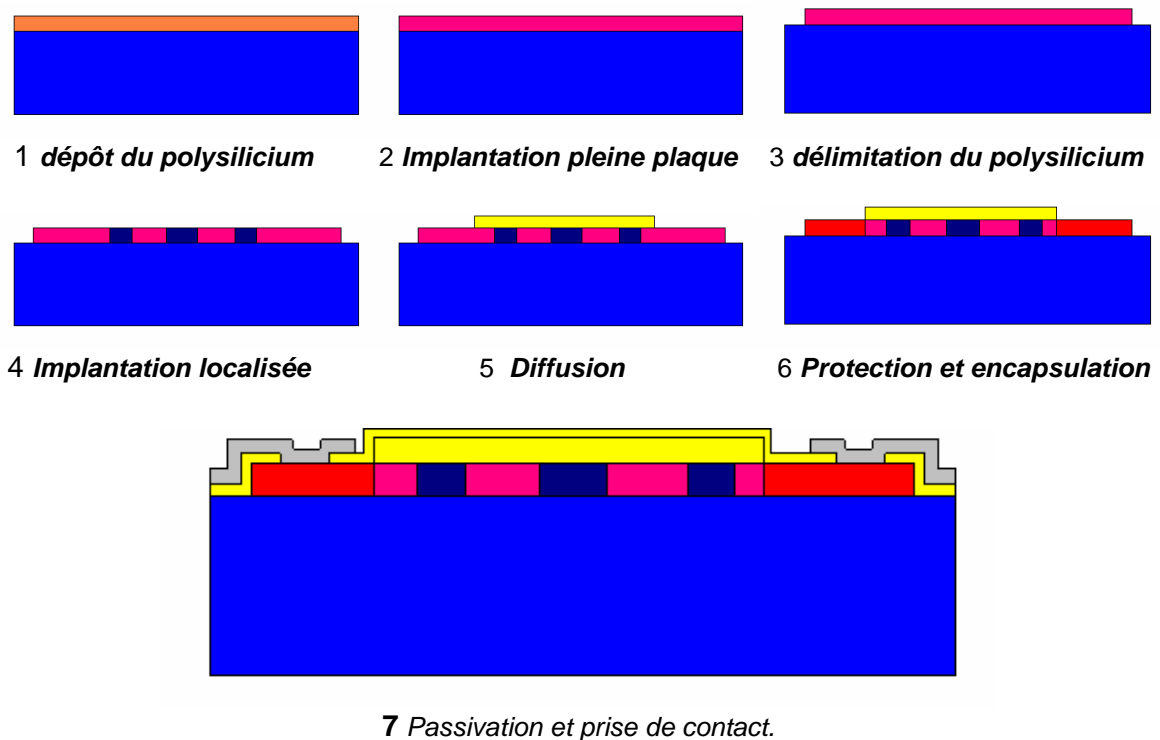 1 dépôt du polysilicium
2 Implantation pleine plaque
3 délimitation du polysilicium
4 Implantation localisée
5 Diffusion
6 Protection et encapsulation
7 Passivation et prise de contact.